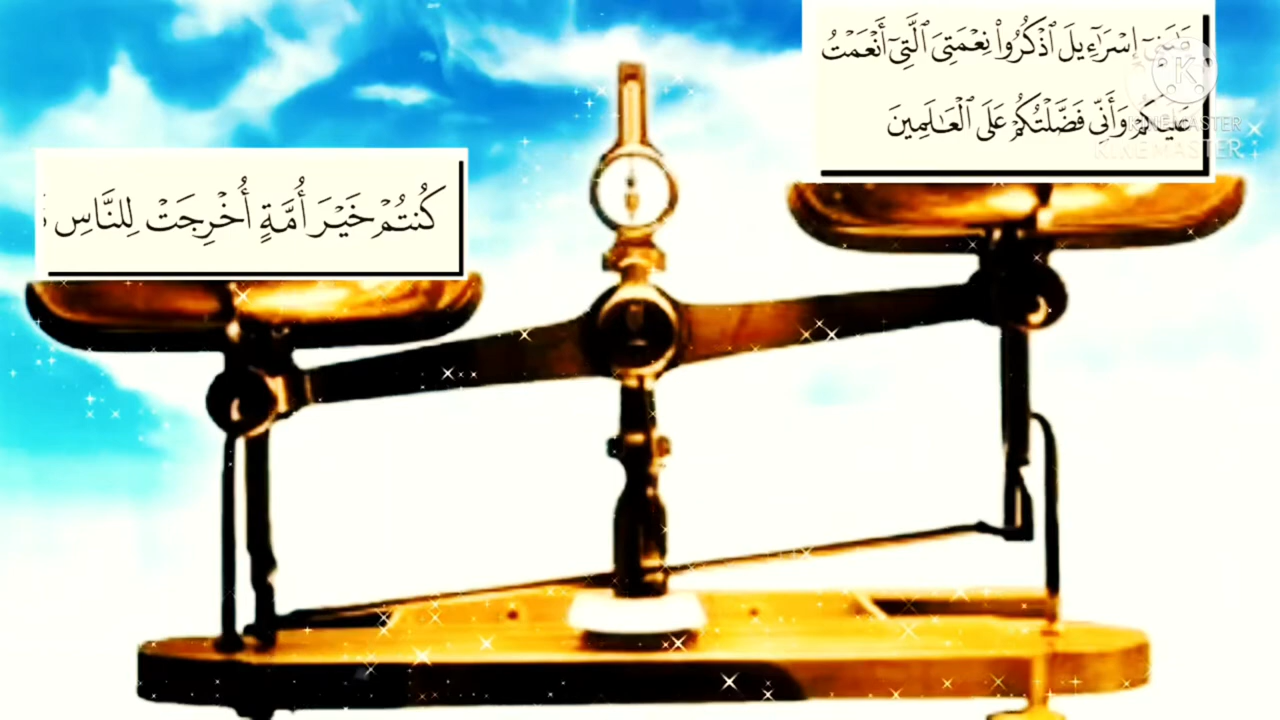 يَٰبَنِىٓ إِسْرَٰٓءِيلَ ٱذْكُرُوا۟ نِعْمَتِىَ ٱلَّتِىٓ أَنْعَمْتُ
عَلَيْكُمْ وَأَنِّى فَضَّلْتُكُمْ عَلَى ٱلْعَٰلَمِينَ
كُنتُمْ خَيْرَ أُمَّةٍ أُخْرِجَتْ لِلنَّاسِ
K
KINEMASTER
KINEMASTER